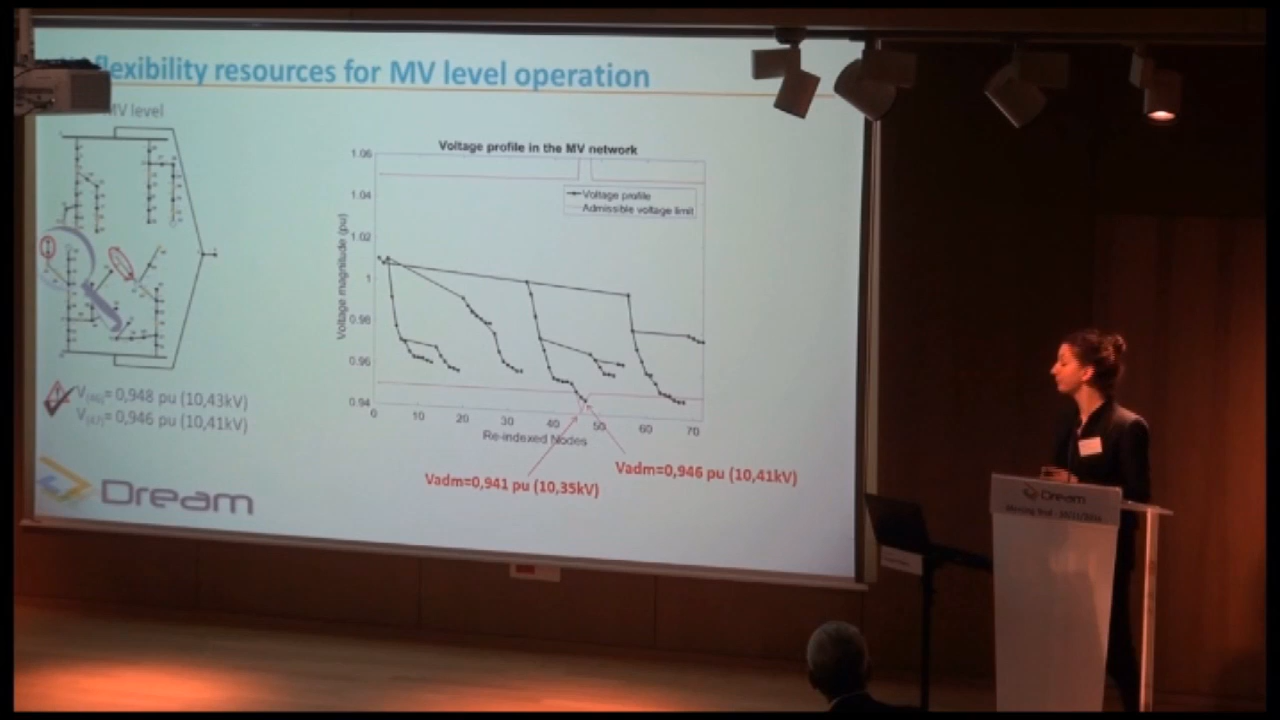 flexibility resources for MV level operation
MV level
Voltage profile in the MV network
1.06
1.04
1.02
1
0.98
0.96
0.94
Voltage magnitude (pu)
Voltage profile
Admissible voltage limit
0 10 20 30 40 50 60 70
Re-indexed Nodes
V(46)= 0,948 pu (10,43kV)
V(47)= 0,946 pu (10,41kV)
Vadm=0,941 pu (10,35kV)
Vadm=0,946 pu (10,41kV)
Dream
Dream